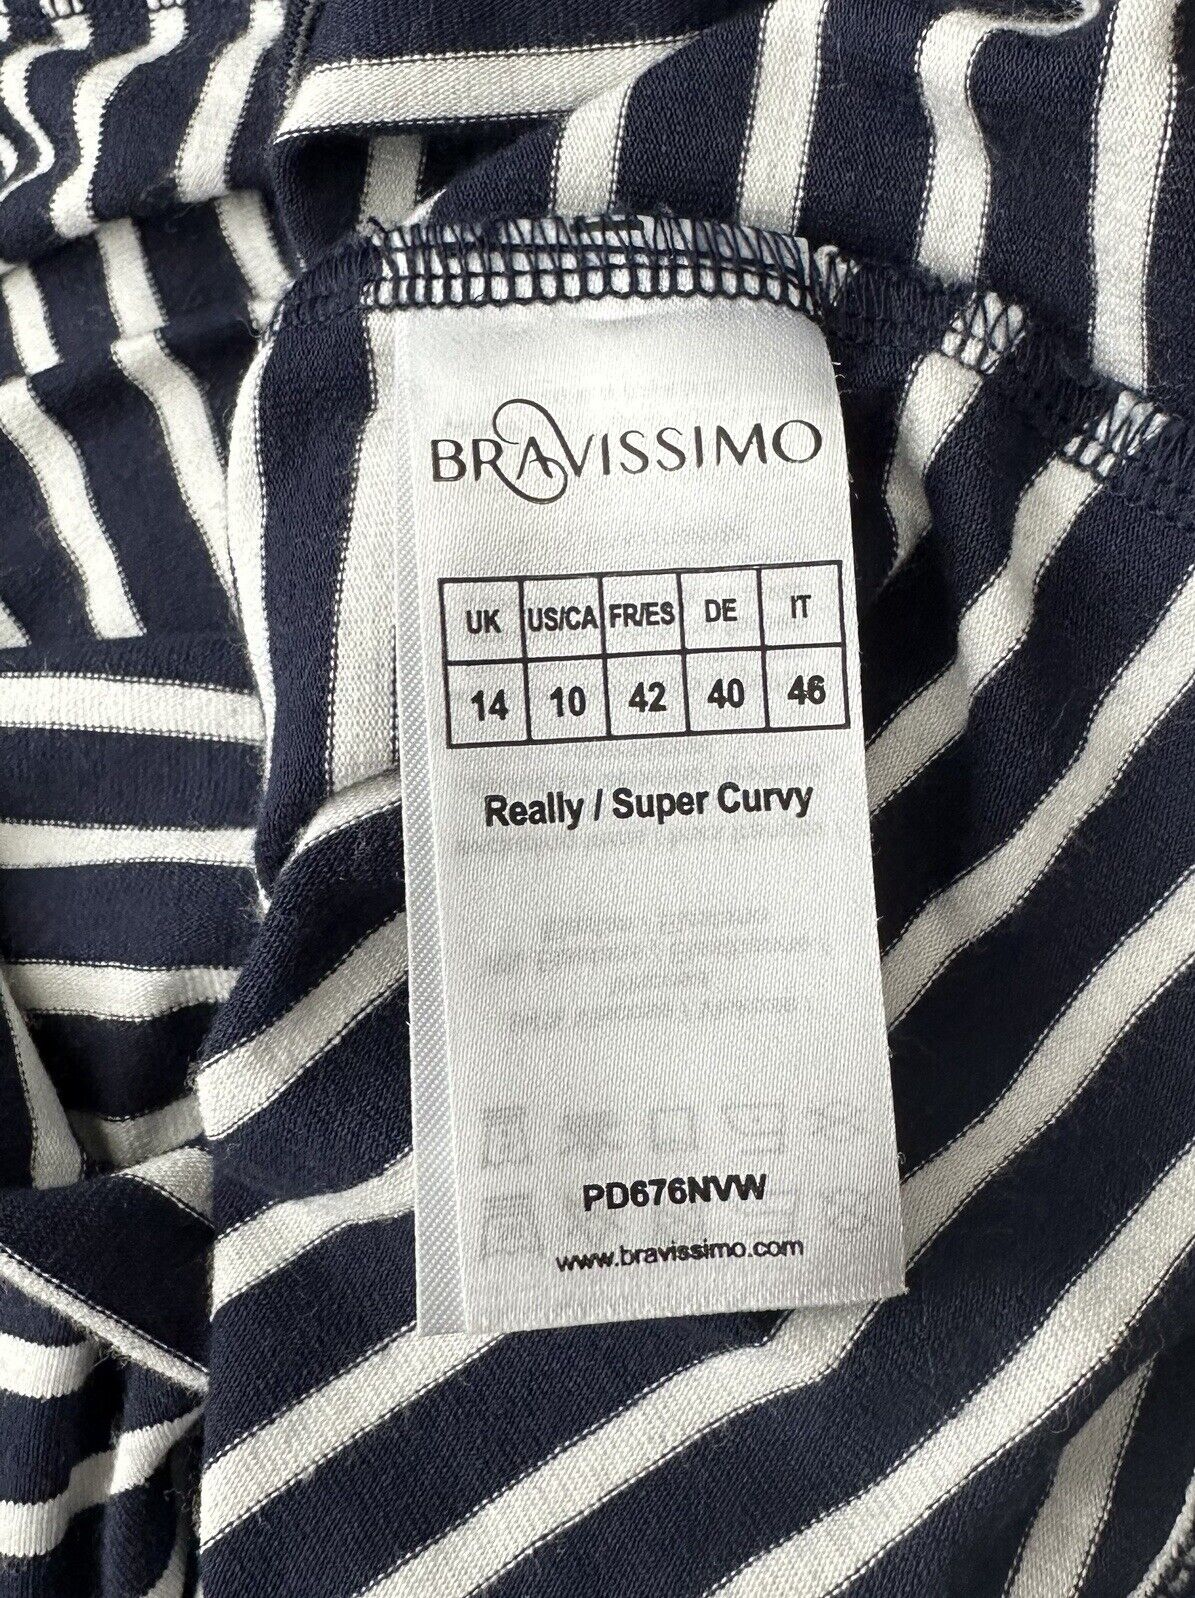 BRAVISSIMO
UK US/CA FR/ES DE IT
14 10 42 40 46
Really / Super Curvy
PD676NVW
www.bravissimo.com